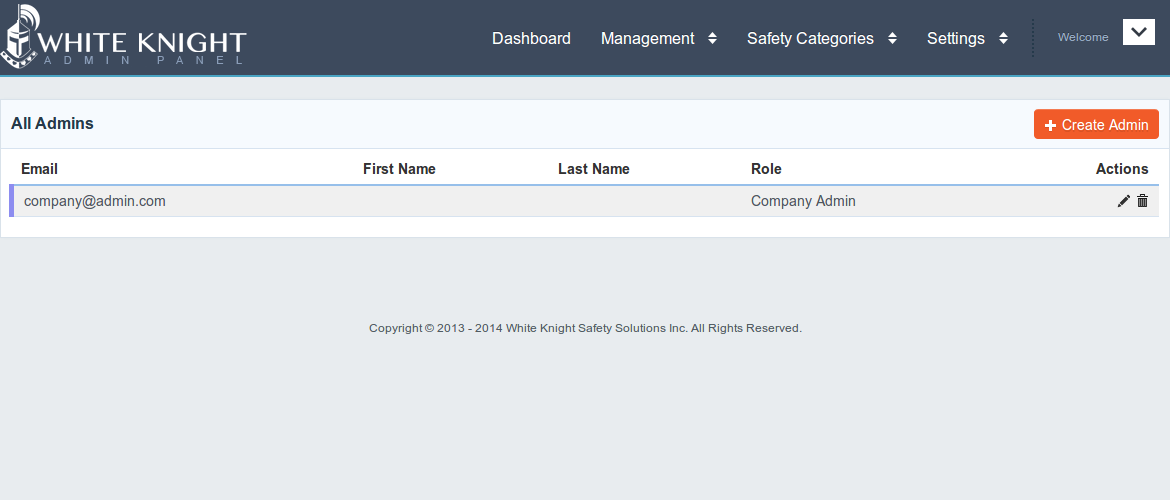 WHITE KNIGHT
ADMIN PANEL
Dashboard Management Safety Categories Settings Welcome
All Admins
Create Admin
Email First Name Last Name Role Actions
company@admin.com Company Admin
Copyright © 2013 - 2014 White Knight Safety Solutions Inc. All Rights Reserved.